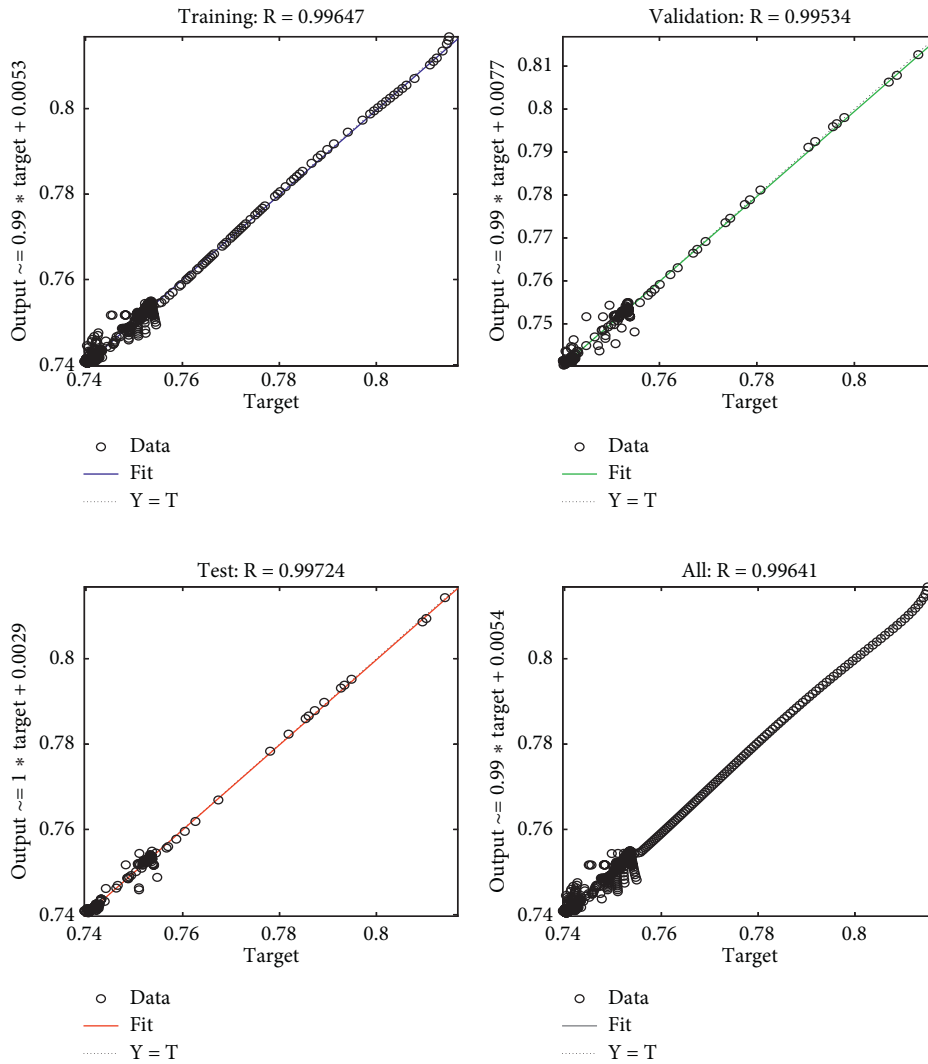 Training: R = 0.99647
Output ~= 0.99 * target + 0.0053
0.8
0.78
0.76
0.74
0.74 0.76 0.78 0.8
Target
Data
Fit
Y = T
Validation: R = 0.99534
Output ~= 0.99 * target + 0.0077
0.81
0.8
0.79
0.78
0.77
0.76
0.75
0.76 0.78 0.8
Target
Data
Fit
Y = T
Test: R = 0.99724
Output ~= 1 * target + 0.0029
0.8
0.78
0.76
0.74
0.74 0.76 0.78 0.8
Target
Data
Fit
Y = T
All: R = 0.99641
Output ~= 0.99 * target + 0.0054
0.8
0.78
0.76
0.74
0.74 0.76 0.78 0.8
Target
Data
Fit
Y = T